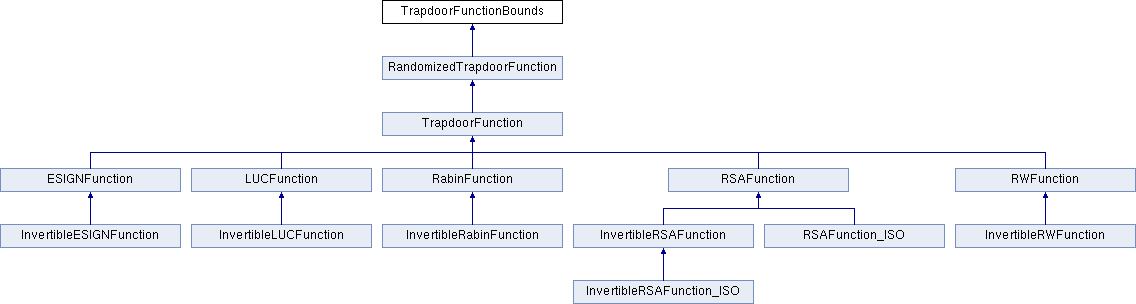 TrapdoorFunctionBounds
RandomizedTrapdoorFunction
TrapdoorFunction
ESIGNFunction
LUCFunction
RabinFunction
RSAFunction
RWFunction
InvertibleESIGNFunction
InvertibleLUCFunction
InvertibleRabinFunction
InvertibleRSAFunction
RSAFunction_ISO
InvertibleRWFunction
InvertibleRSAFunction_ISO